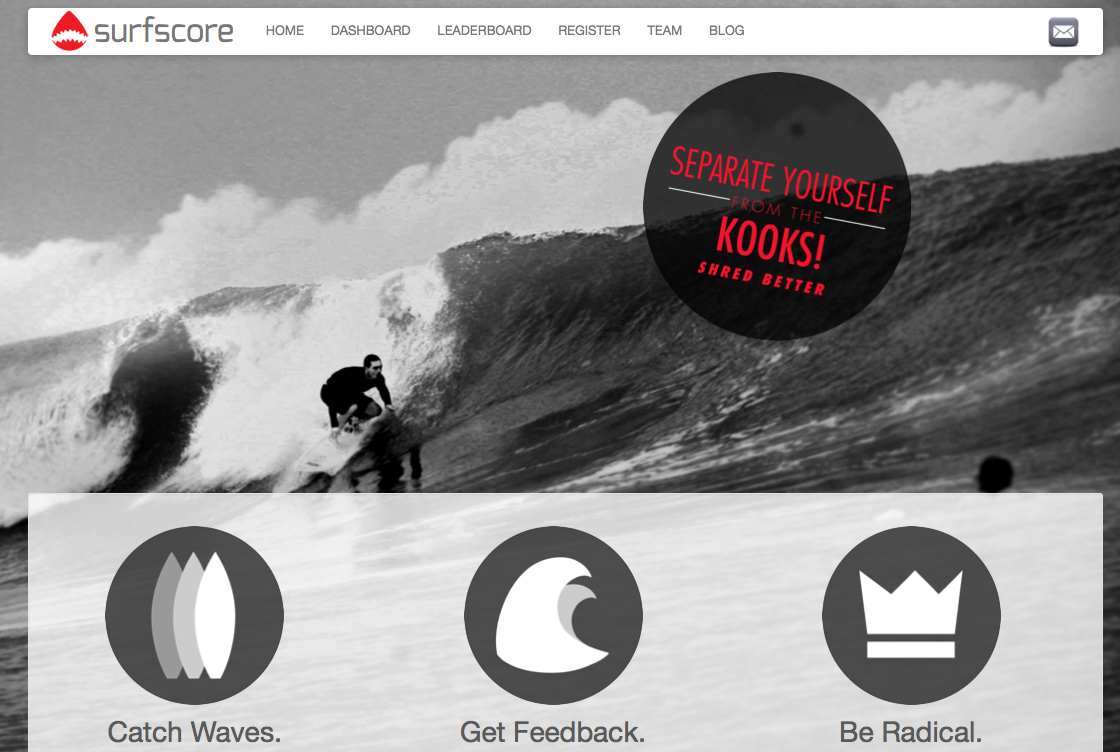 surfscore
HOME DASHBOARD LEADERBOARD REGISTER TEAM BLOG
SEPARATE YOURSELF
FROM THE
KOOKS!
SHRED BETTER
Catch Waves. Get Feedback. Be Radical.